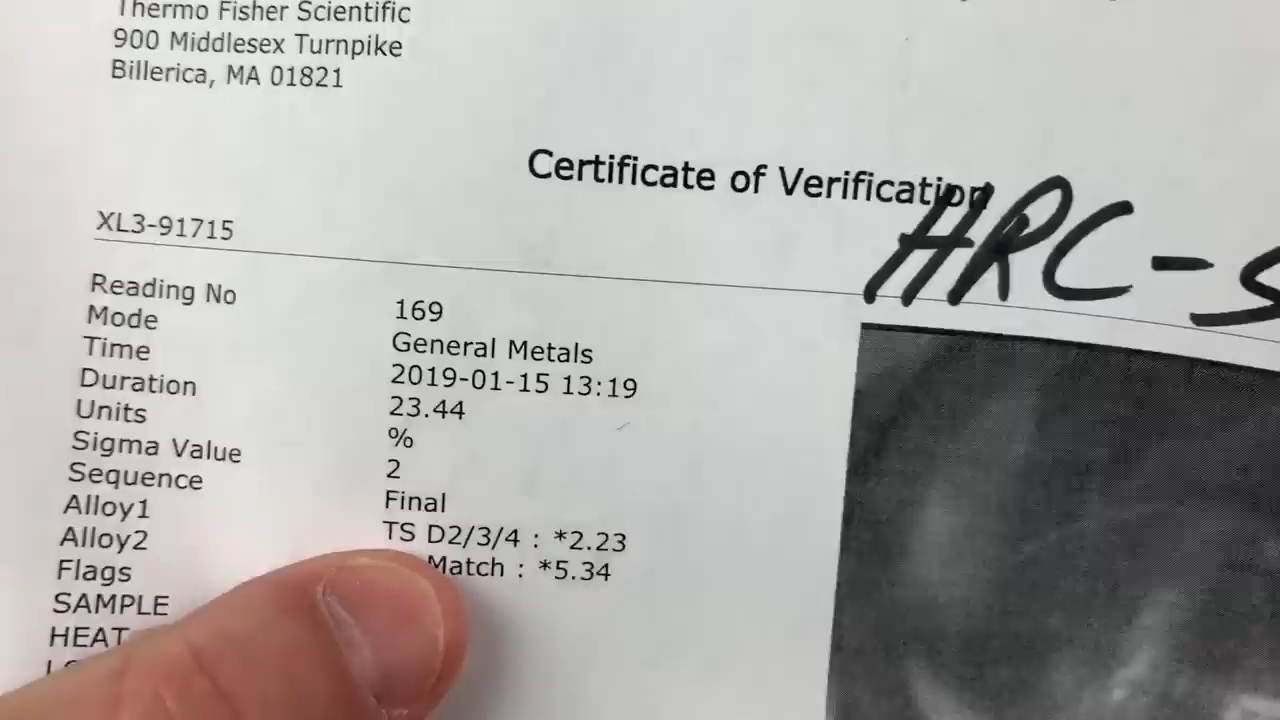 Thermo Fisher Scientific
900 Middlesex Turnpike
Billerica, MA 01821
Certificate of Verification
HRC-
XL3-91715
Reading No 169
Mode General Metals
Time 2019-01-15 13:19
Duration 23.44
Units %
Sigma Value 2
Sequence Final
Alloy1 TS D2/3/4 : *2.23
Alloy2 Match : *5.34
Flags
SAMPLE
HEAT